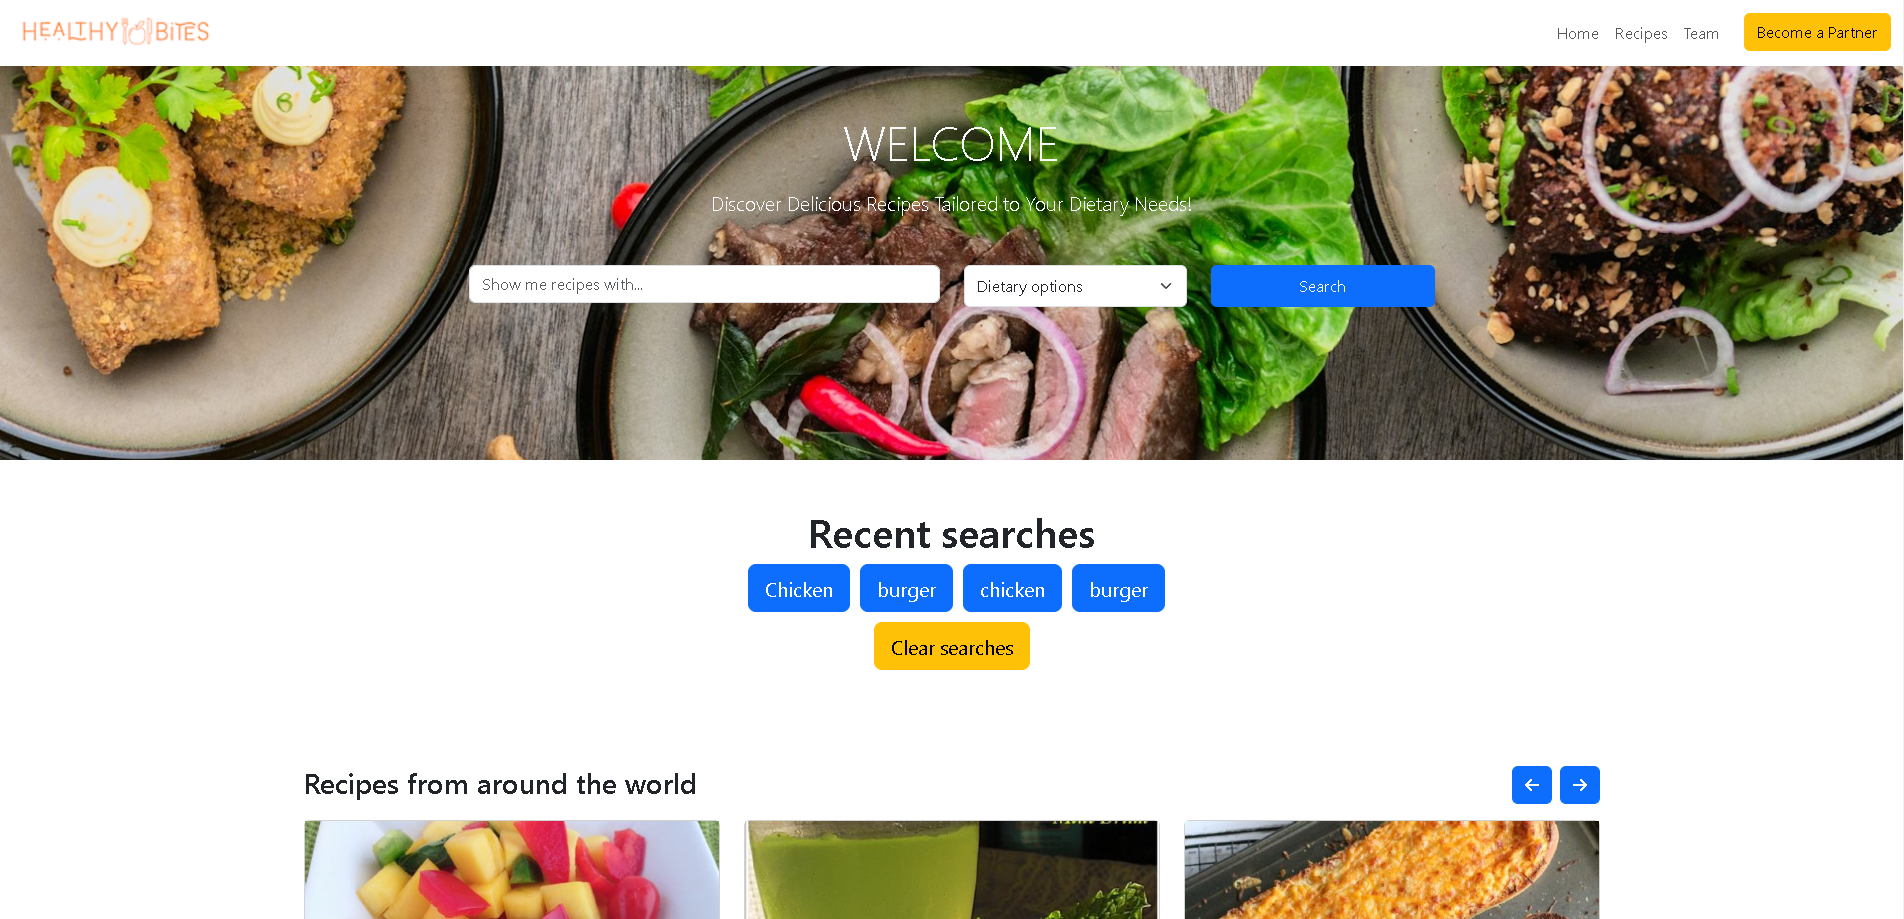 HEALTHY BITES
Home Recipes Team Become a Partner
WELCOME
Discover Delicious Recipes Tailored to Your Dietary Needs!
Show me recipes with... Dietary options Search
Recent searches
Chicken burger chicken burger
Clear searches
Recipes from around the world